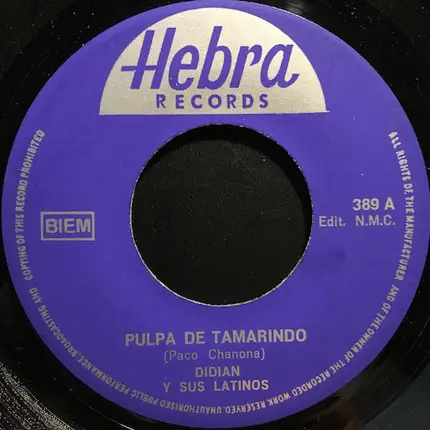 Hebra
RECORDS
389 A
Edit. N.M.C.
BIEM
PULPA DE TAMARINDO
(Paco Chanona)
DIDIAN
Y SUS LATINOS
ALL RIGHTS OF THE MANUFACTURER AND OF THE OWNER OF THE RECORDED WORK RESERVED. UNAUTHORISED PUBLIC PERFORMANCE BROADCASTING AND COPYING OF THIS RECORD PROHIBITED